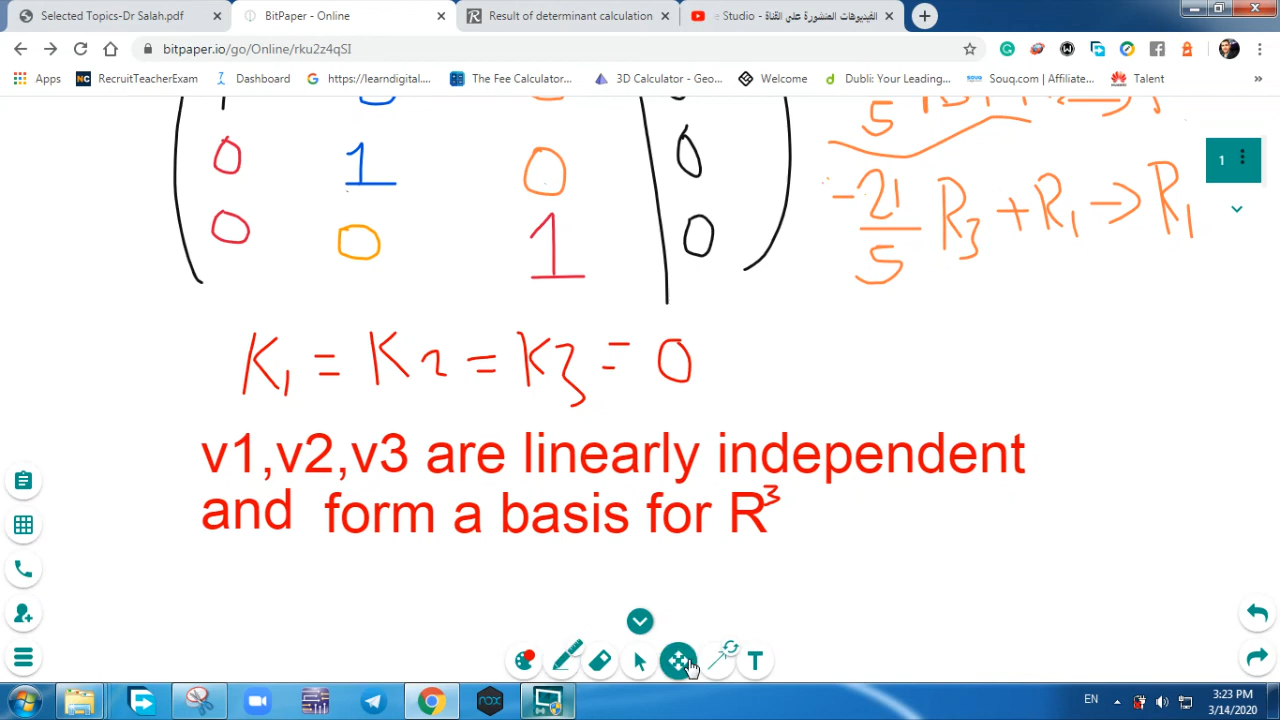 Selected Topics-Dr Salah.pdf
BitPaper - Online
Result of determinant calculation
الفيديوهات المنشورة على القناة - e Studio
bitpaper.io/go/Online/rku2z4qSI
Apps
RecruitTeacherExam
Dashboard
https://learndigital....
The Fee Calculator...
3D Calculator - Geo...
Welcome
Dubli: Your Leading...
Souq.com | Affiliate...
Talent
»
5
0 1 0 0
-21/5 R3 + R1 → R1
0 0 1 0
1
K1 = K2 = K3 = 0
v1,v2,v3 are linearly independent
and form a basis for R³
T
EN
3:23 PM
3/14/2020